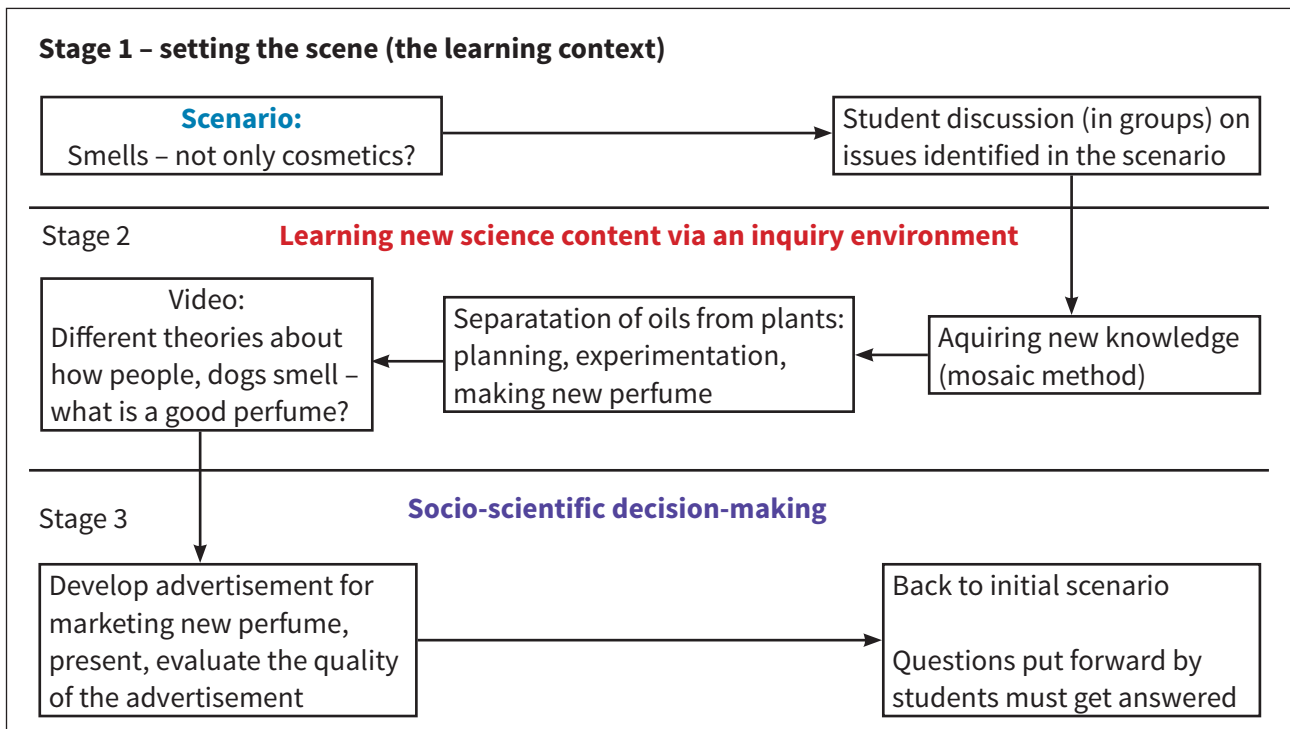 Stage 1 – setting the scene (the learning context)
Scenario:
Smells – not only cosmetics?
Student discussion (in groups) on
issues identified in the scenario
Stage 2
Learning new science content via an inquiry environment
Video:
Different theories about
how people, dogs smell –
what is a good perfume?
Separatation of oils from plants:
planning, experimentation,
making new perfume
Aquiring new knowledge
(mosaic method)
Stage 3
Socio-scientific decision-making
Develop advertisement for
marketing new perfume,
present, evaluate the quality
of the advertisement
Back to initial scenario
Questions put forward by
students must get answered